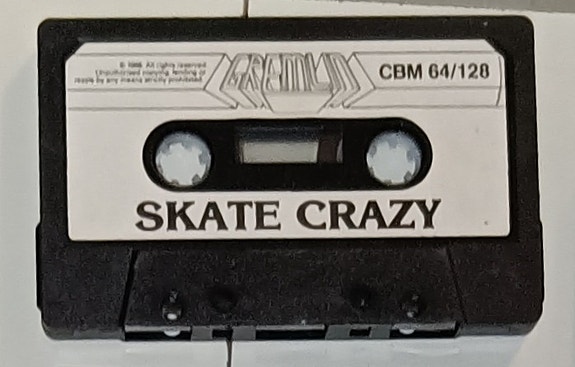 © 1988 All rights reserved
Unauthorised copying, lending or
resale by any means strictly prohibited.
GREMLIN
CBM 64/128
SKATE CRAZY